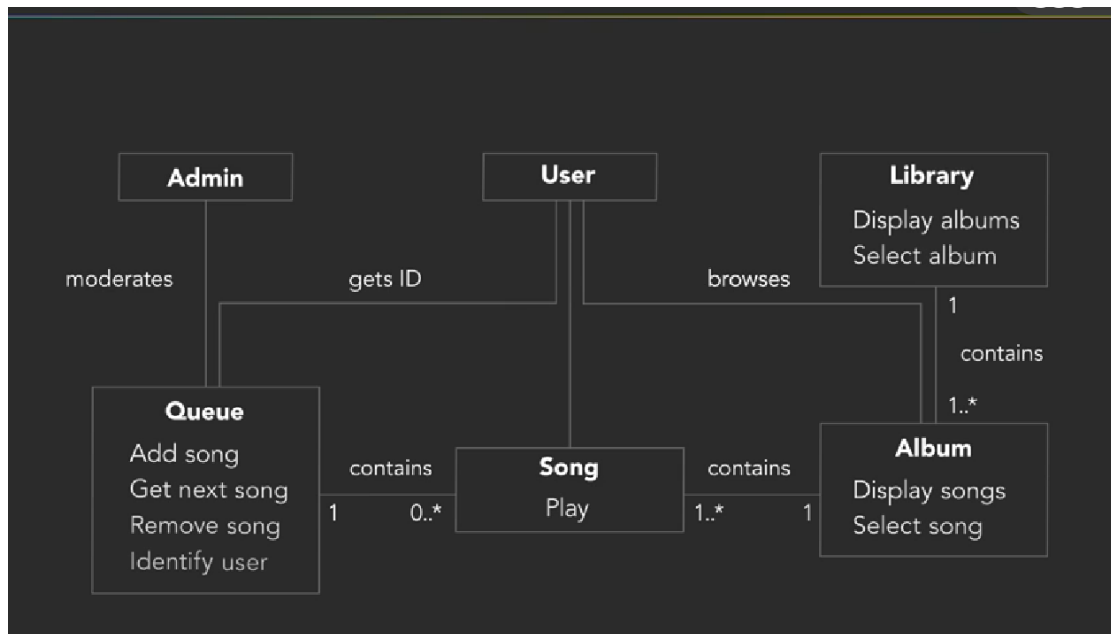 Admin
User
Library
Display albums
Select album
moderates
gets ID
browses
1
contains
1..*
Queue
Add song
Get next song
Remove song
Identify user
contains
1
0..*
Song
Play
contains
1..*
1
Album
Display songs
Select song